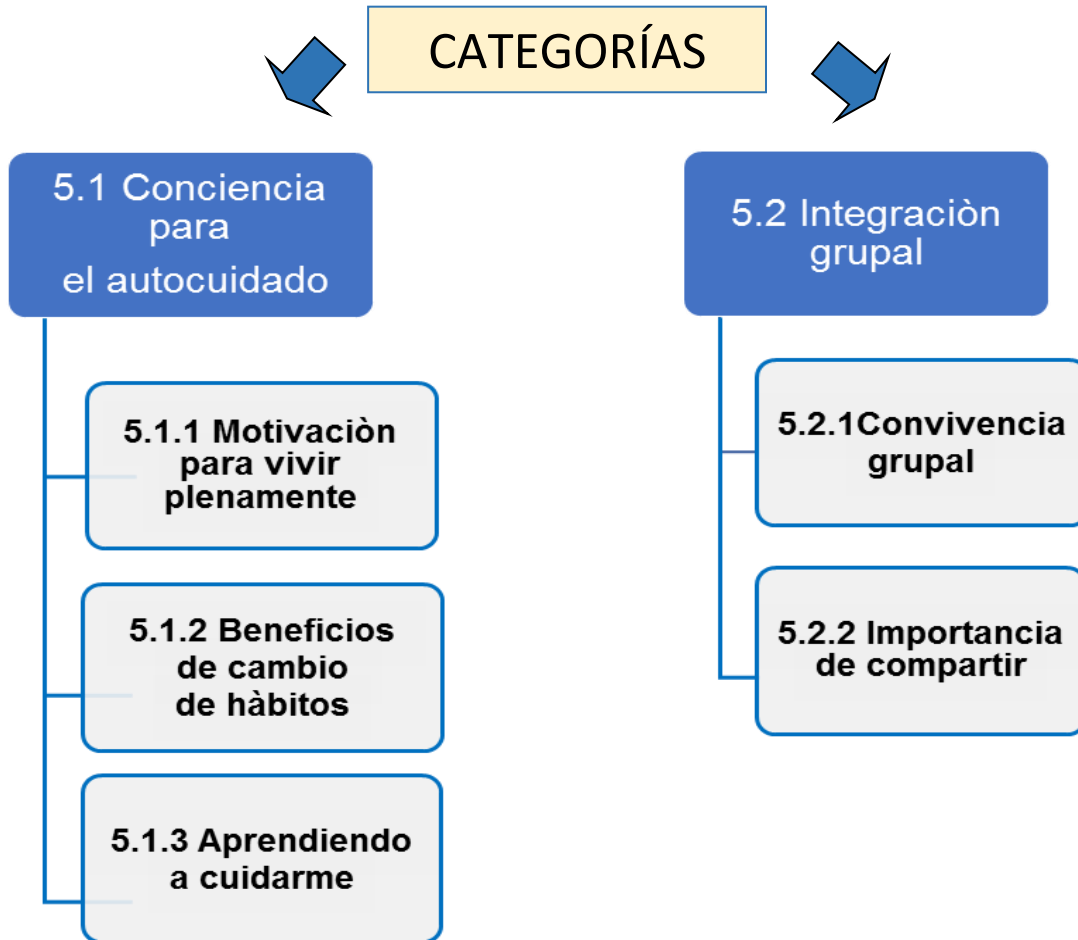 CATEGORÍAS
5.1 Conciencia
para
el autocuidado
5.1.1 Motivaciòn
para vivir
plenamente
5.1.2 Beneficios
de cambio
de hàbitos
5.1.3 Aprendiendo
a cuidarme
5.2 Integraciòn
grupal
5.2.1Convivencia
grupal
5.2.2 Importancia
de compartir